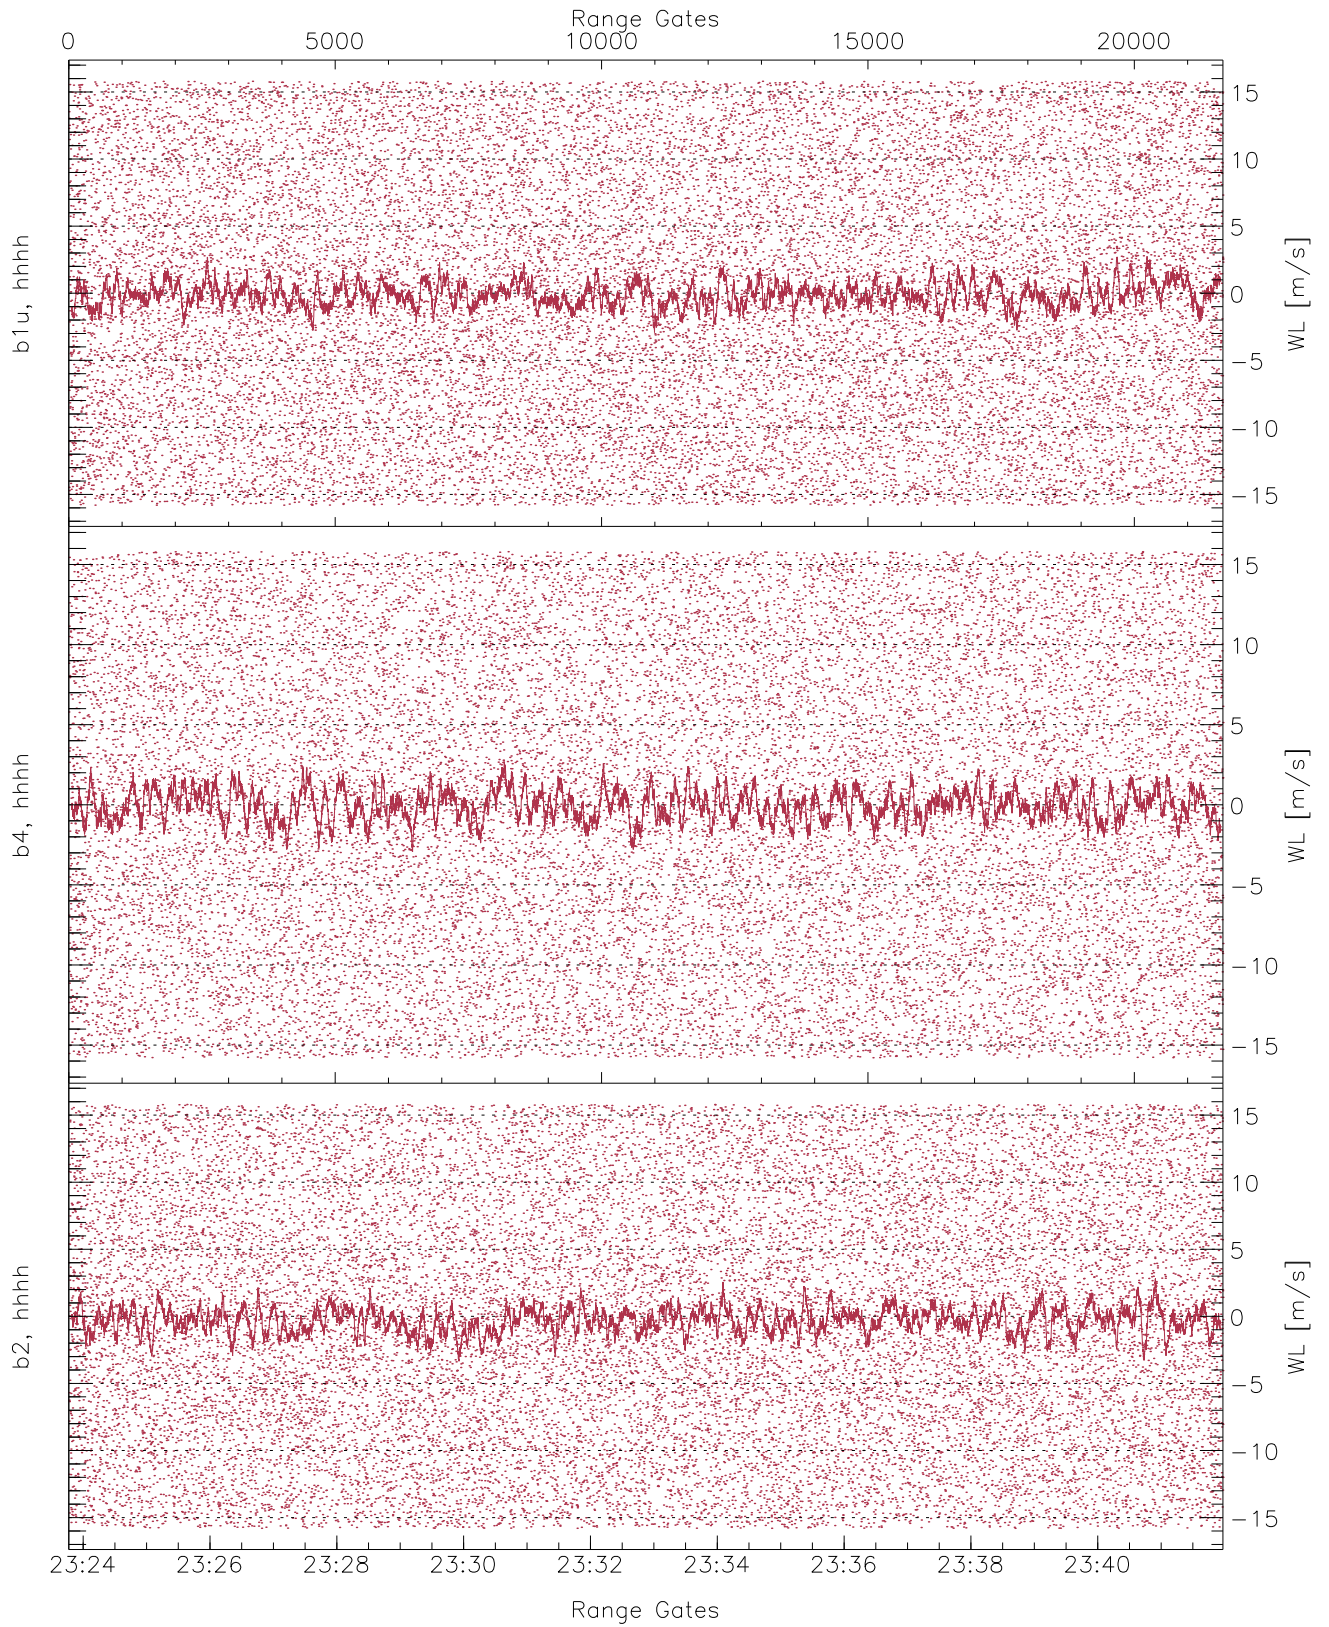 Range Gates
0 5000 10000 15000 20000
b1u, hhhh
15
10
5
0
−5
−10
−15
WL [m/s]
b4, hhhh
15
10
5
0
−5
−10
−15
WL [m/s]
b2, hhhh
15
10
5
0
−5
−10
−15
WL [m/s]
23:24 23:26 23:28 23:30 23:32 23:34 23:36 23:38 23:40
Range Gates